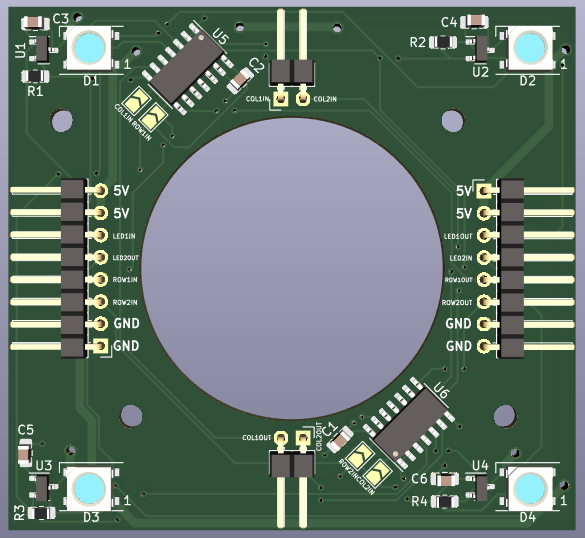 C3
U5
C4
U1
R2
U2
D1
1
C2
D2
1
R1
COL1IN
COL2IN
COL1IN
ROW1IN
5V
5V
5V
5V
LED1IN
LED1OUT
LED2OUT
LED2IN
ROW1IN
ROW1OUT
ROW2IN
ROW2OUT
GND
GND
GND
GND
U6
C5
C1
COL1OUT
COL2OUT
ROW2IN
COL2IN
U3
C6
U4
1
R4
1
R3
D3
D4